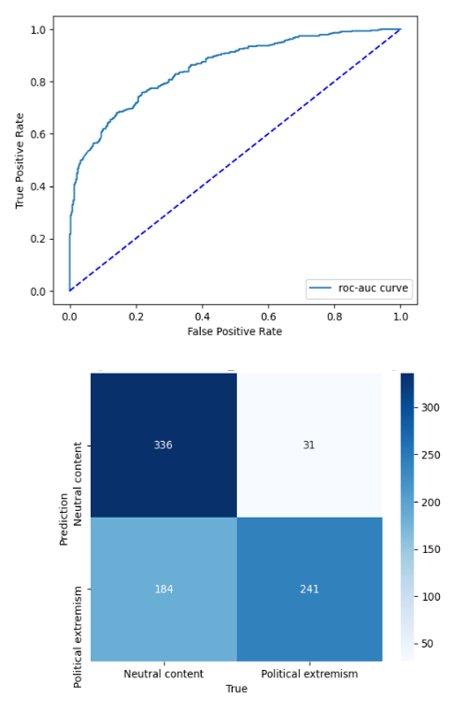 1.0
0.8
0.6
0.4
0.2
0.0
True Positive Rate
roc-auc curve
0.0 0.2 0.4 0.6 0.8 1.0
False Positive Rate
Prediction
Neutral content
Political extremism
336 31
184 241
300
250
200
150
100
50
Neutral content Political extremism
True